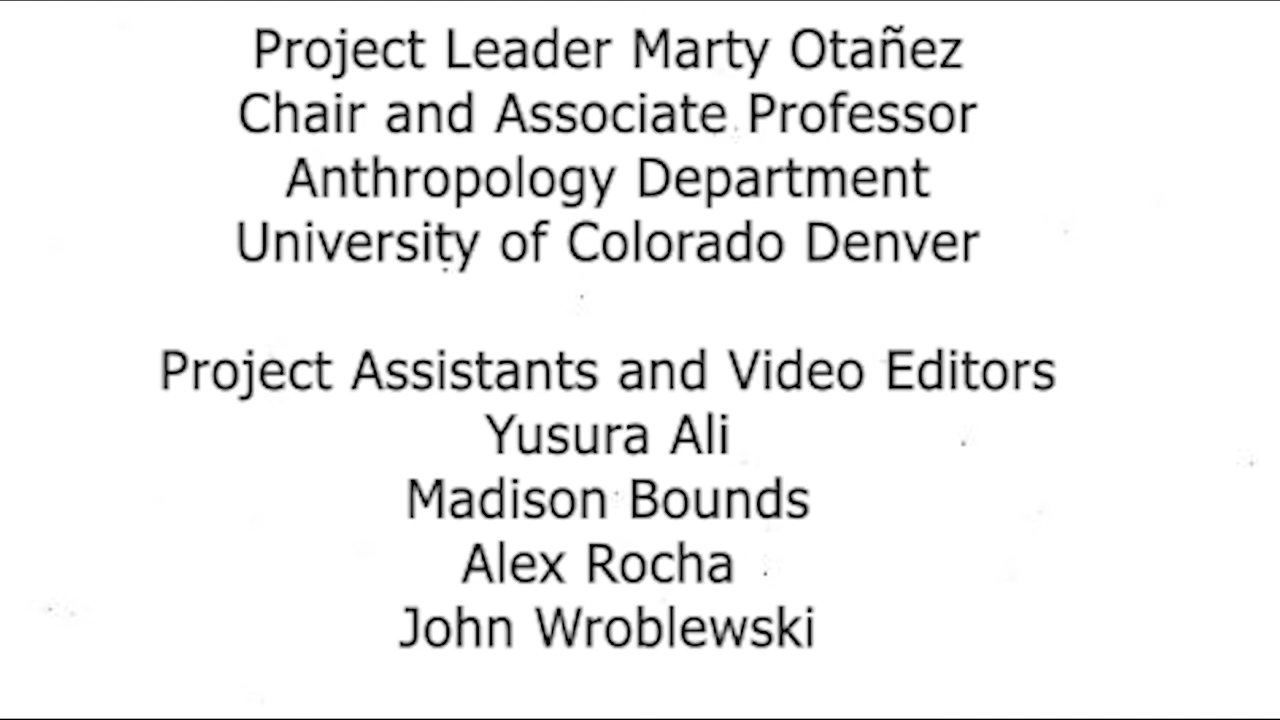 Project Leader Marty Otañez
Chair and Associate Professor
Anthropology Department
University of Colorado Denver
Project Assistants and Video Editors
Yusura Ali
Madison Bounds
Alex Rocha
John Wroblewski